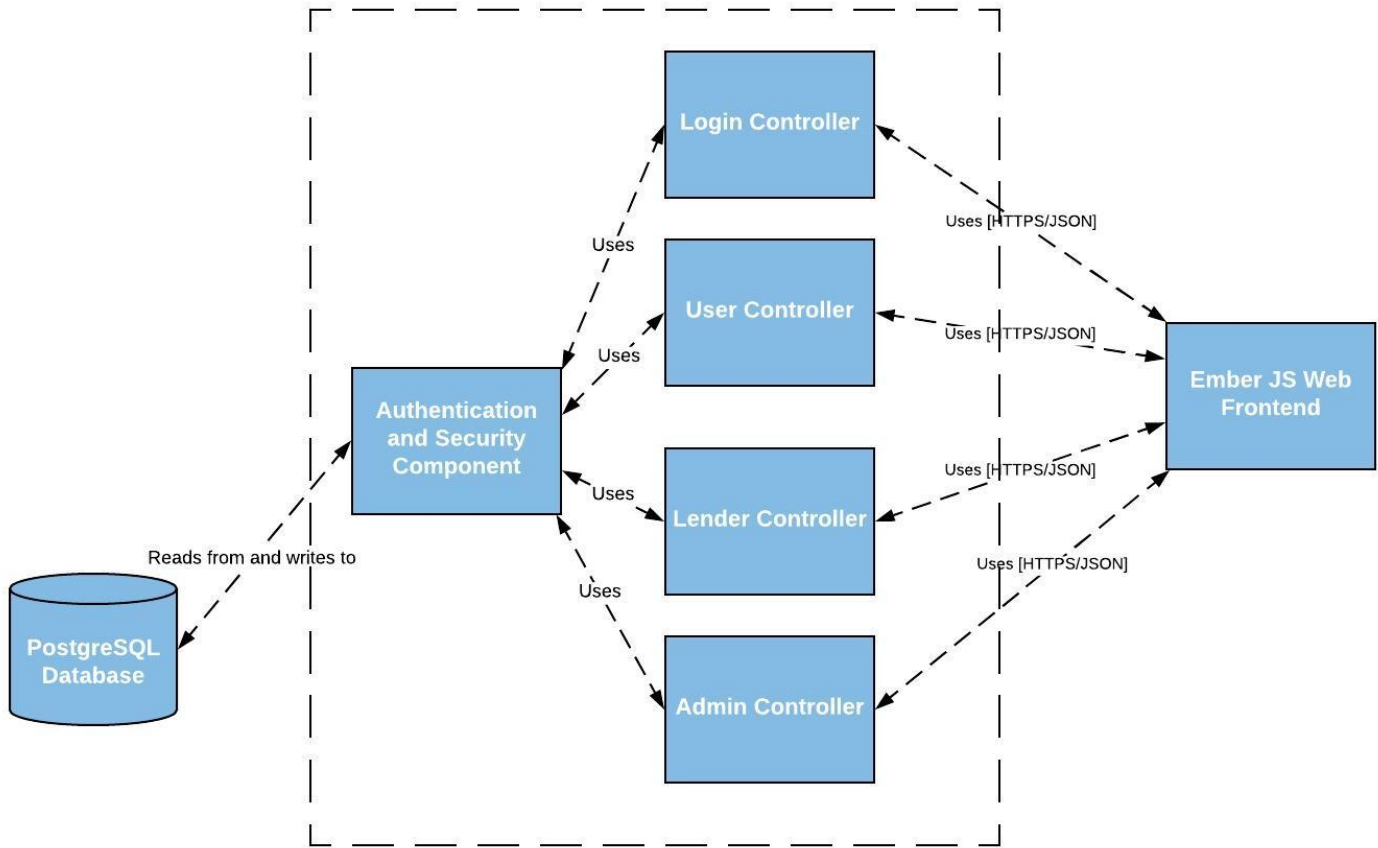 Login Controller
Uses [HTTPS/JSON]
Uses
User Controller
Uses [HTTPS/JSON]
Uses
Ember JS Web
Frontend
Authentication
and Security
Component
Uses [HTTPS/JSON]
Uses
Lender Controller
Reads from and writes to
Uses [HTTPS/JSON]
Uses
PostgreSQL
Database
Admin Controller